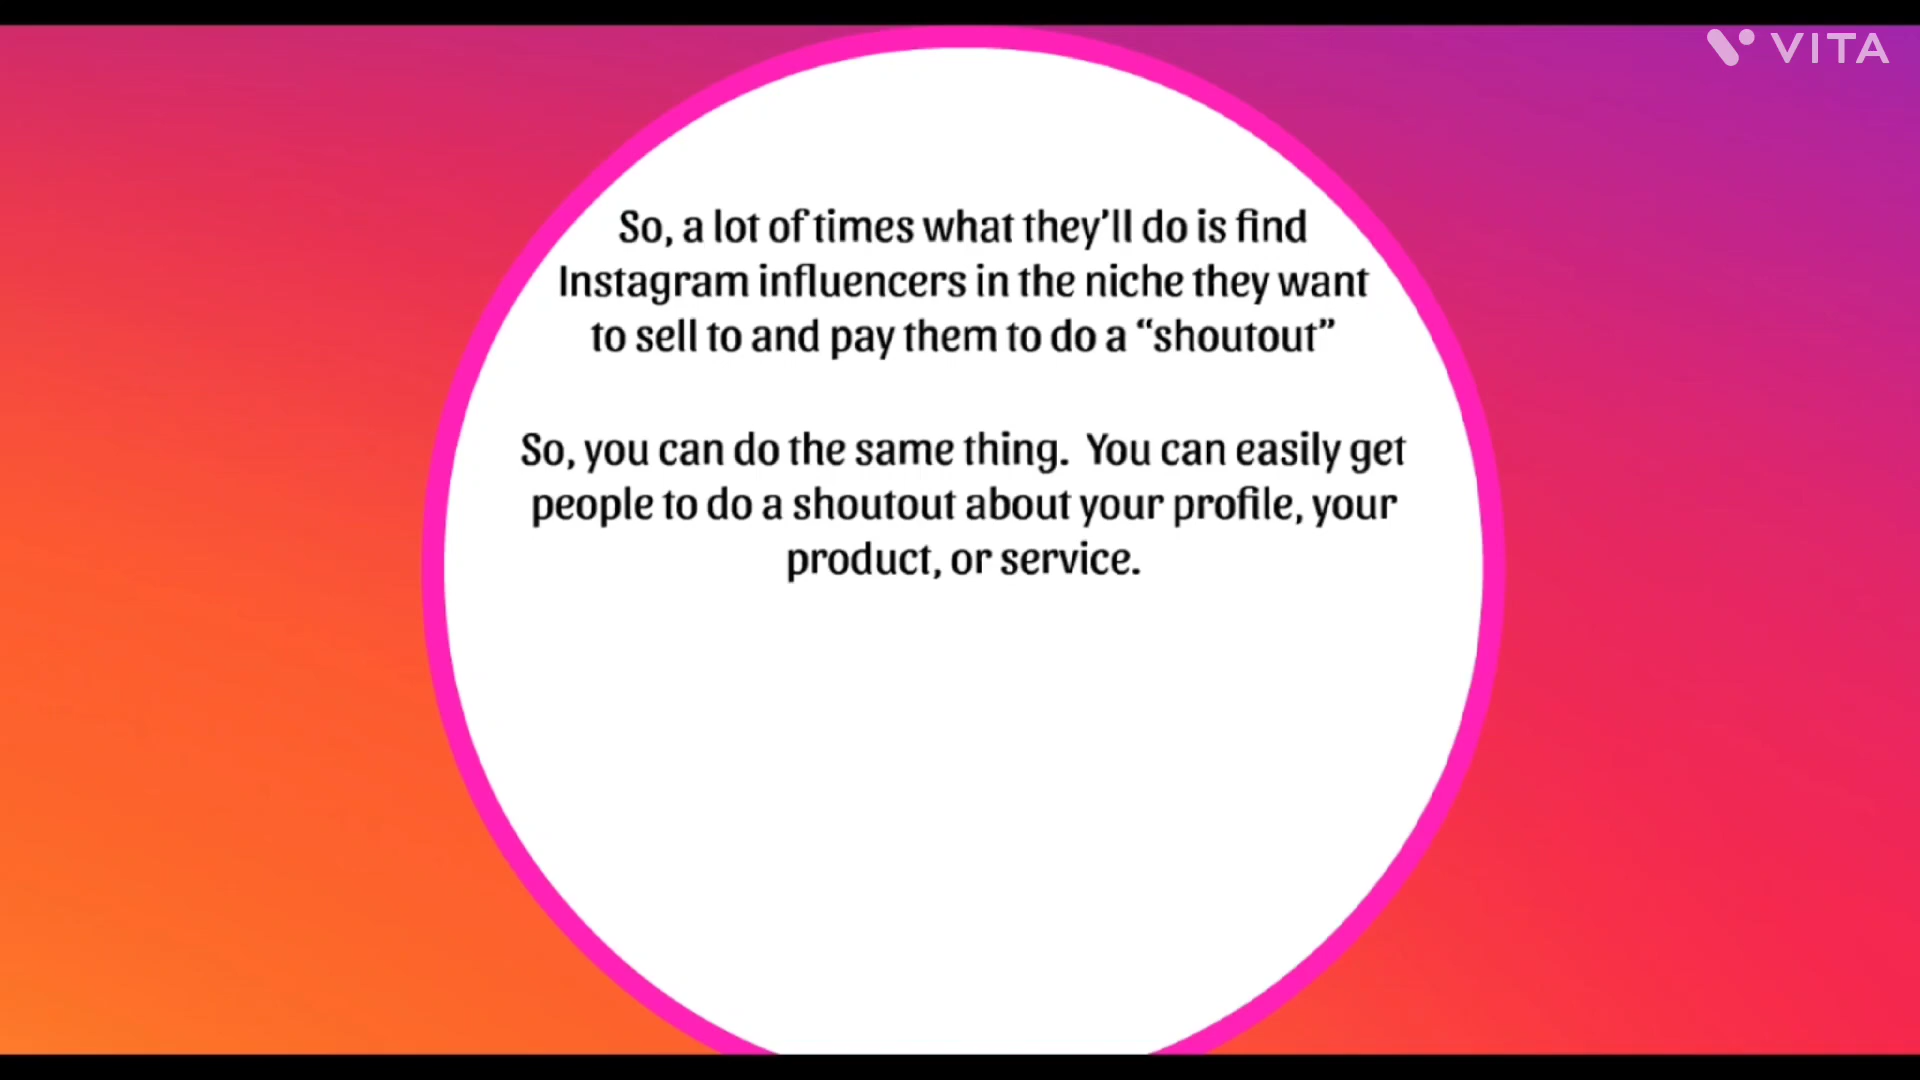 VITA
So, a lot of times what they’ll do is find
Instagram influencers in the niche they want
to sell to and pay them to do a “shoutout”
So, you can do the same thing.  You can easily get
people to do a shoutout about your profile, your
product, or service.